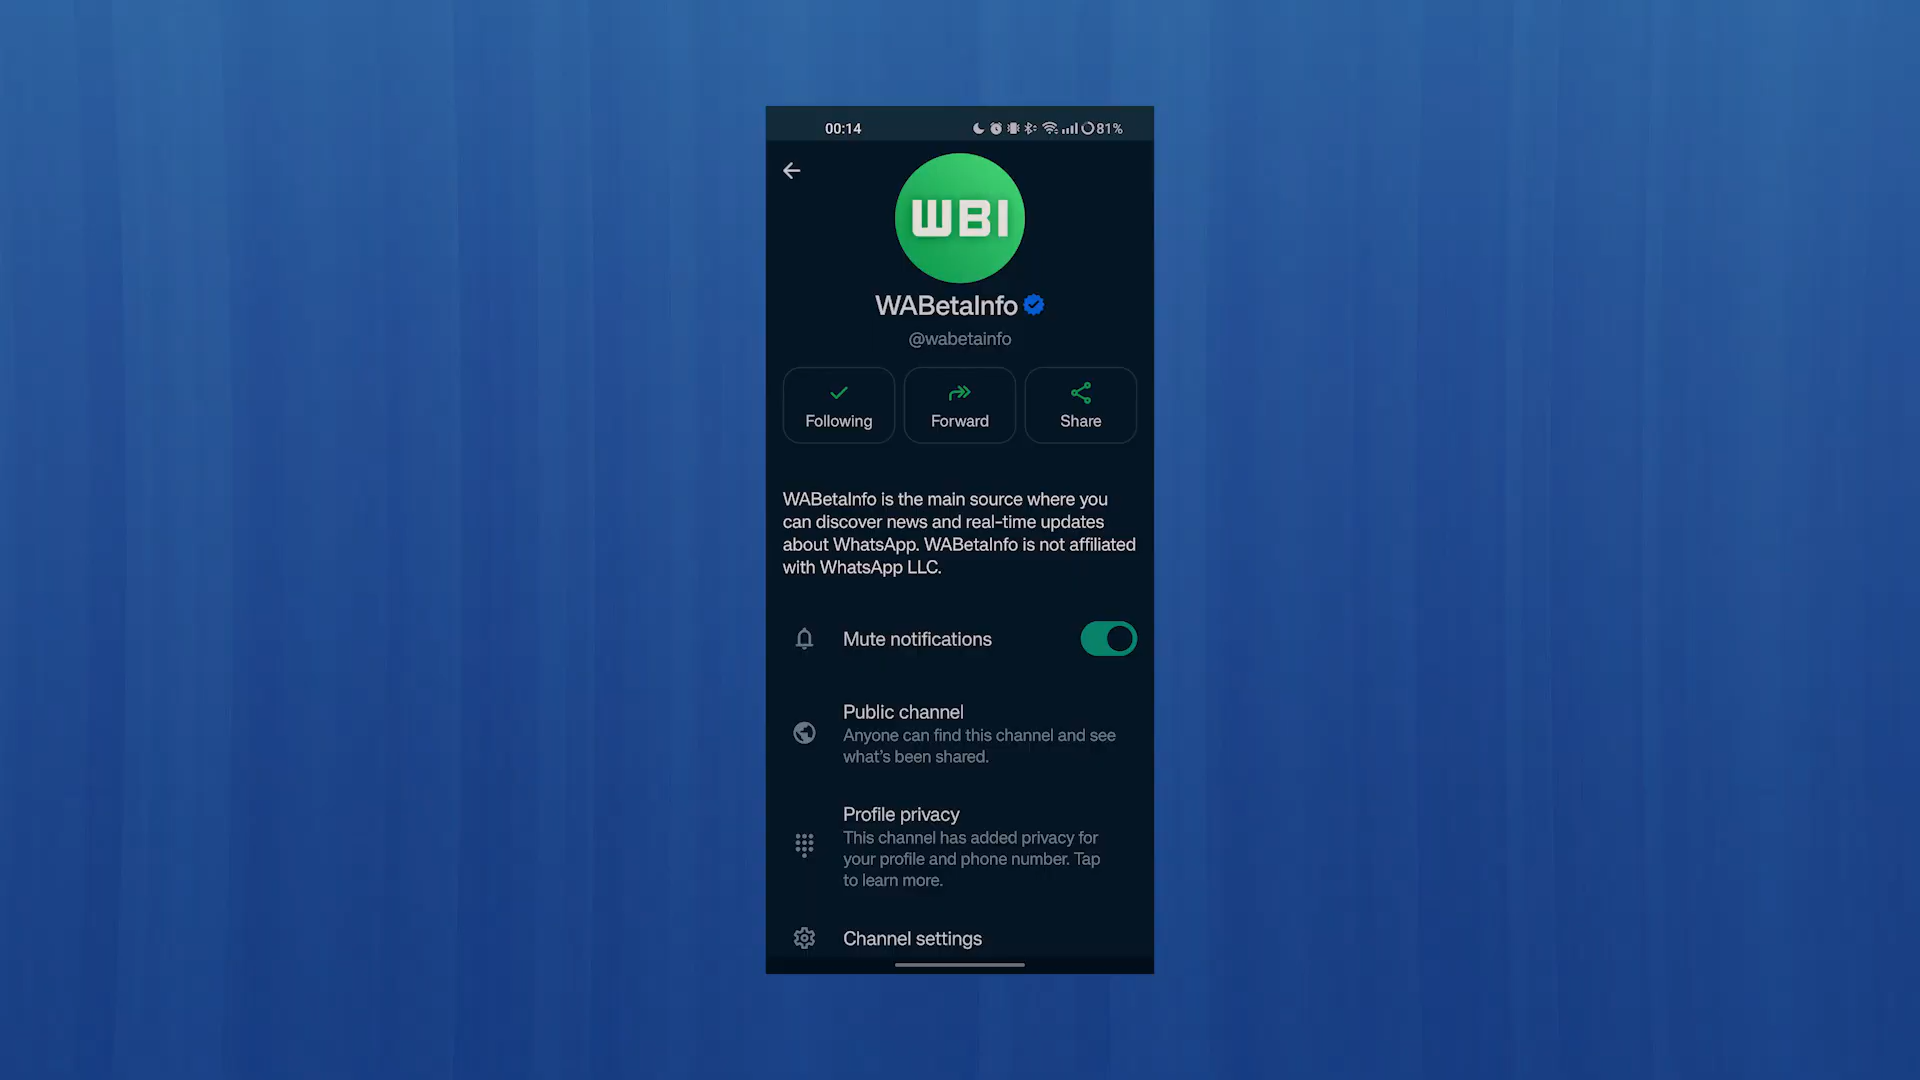 00:14
81%
WBI
WABetaInfo
@wabetainfo
Following
Forward
Share
WABetaInfo is the main source where you
can discover news and real-time updates
about WhatsApp. WABetaInfo is not affiliated
with WhatsApp LLC.
Mute notifications
Public channel
Anyone can find this channel and see
what's been shared.
Profile privacy
This channel has added privacy for
your profile and phone number. Tap
to learn more.
Channel settings